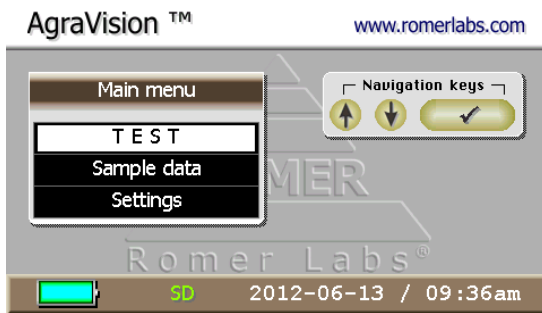 AgraVision ™
www.romerlabs.com
Main menu
TEST
Sample data
Settings
Navigation keys
ROMER
Romer Labs®
SD 2012-06-13 / 09:36am